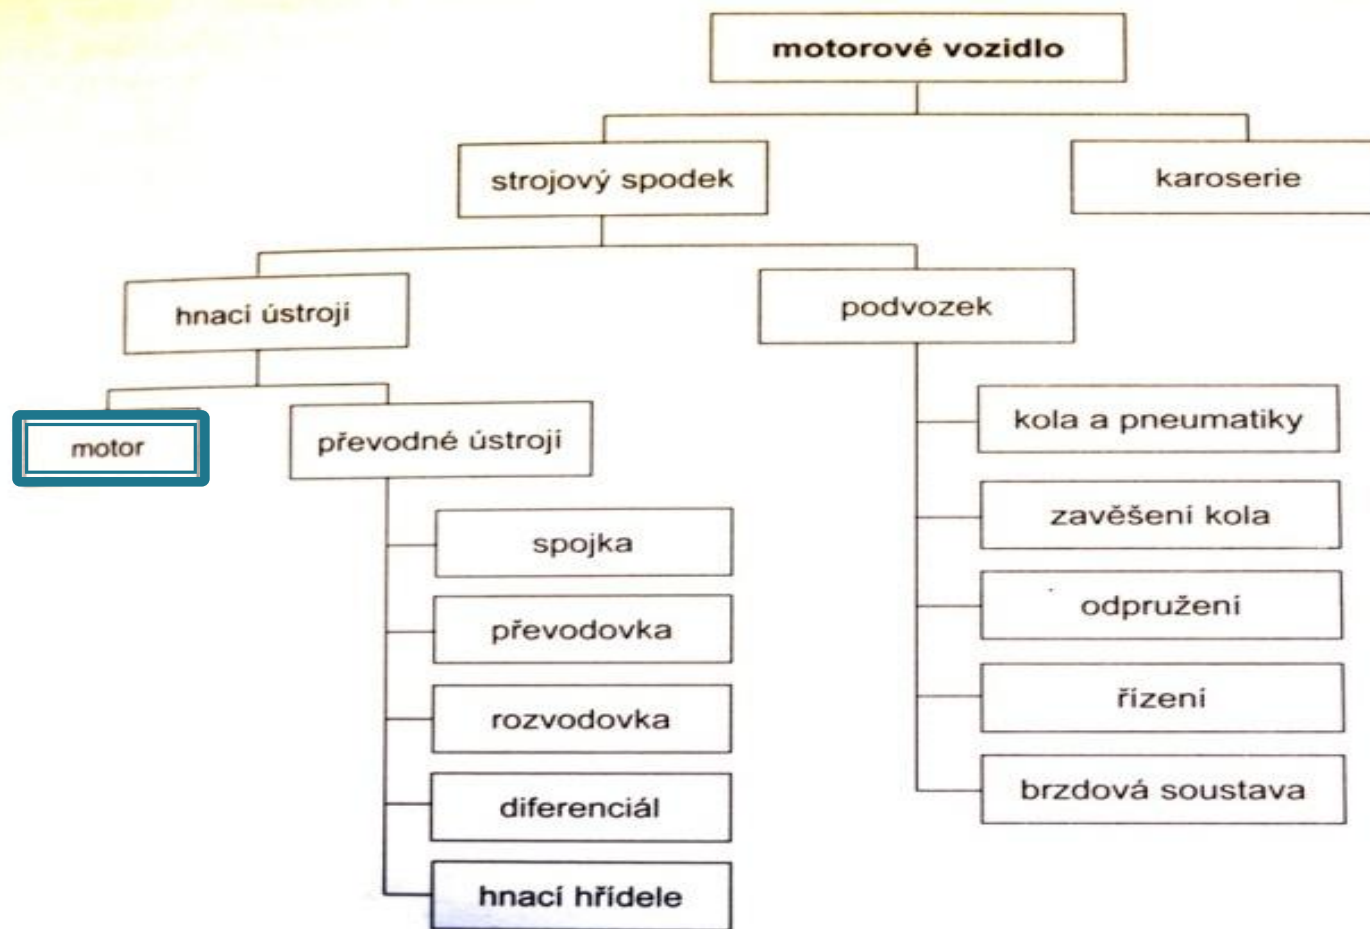 motorové vozidlo
strojový spodek
karoserie
hnací ústrojí
podvozek
motor
převodné ústrojí
kola a pneumatiky
zavěšení kola
odpružení
řízení
brzdová soustava
spojka
převodovka
rozvodovka
diferenciál
hnací hřídele